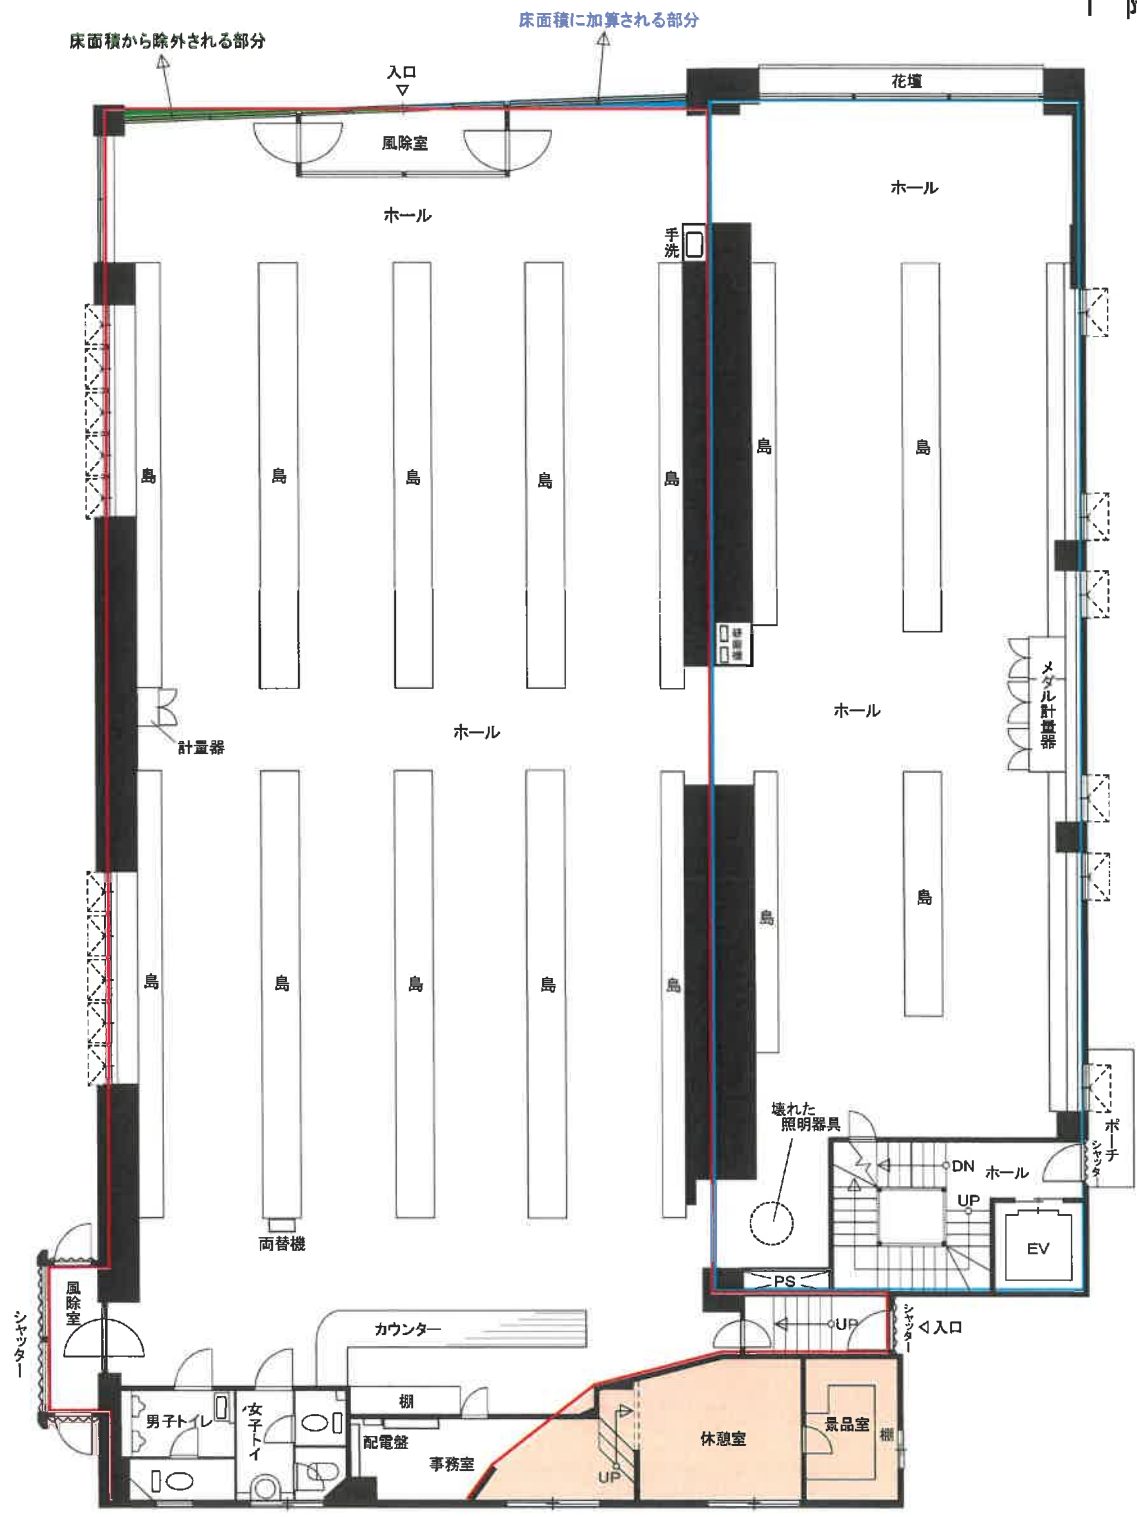 1 階
床面積に加算される部分
床面積から除外される部分
入口
花壇
風除室
ホール
ホール
手洗
島
島
島
島
島
島
島
メダル計量器
ホール
ホール
計量器
島
島
島
島
島
島
島
壊れた
照明器具
ポーチ
シャッター
DN
ホール
UP
EV
両替機
PS
風除室
シャッター
カウンター
UP
シャッター
入口
棚
男子トイレ
女子トイ
配電盤
事務室
UP
休憩室
景品室
棚